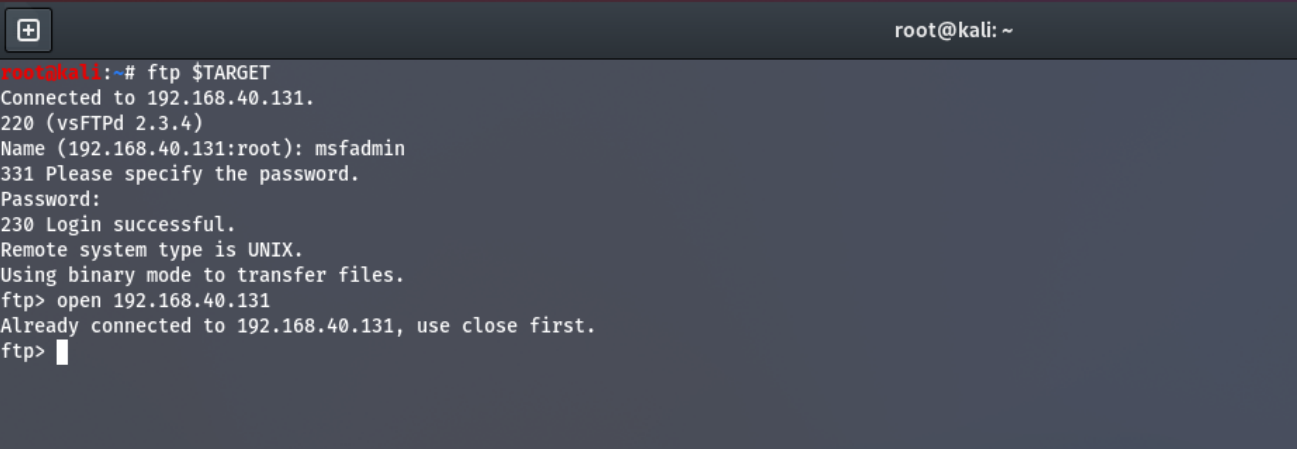 root@kali: ~
root@kali:~# ftp $TARGET
Connected to 192.168.40.131.
220 (vsFTPd 2.3.4)
Name (192.168.40.131:root): msfadmin
331 Please specify the password.
Password:
230 Login successful.
Remote system type is UNIX.
Using binary mode to transfer files.
ftp> open 192.168.40.131
Already connected to 192.168.40.131, use close first.
ftp>